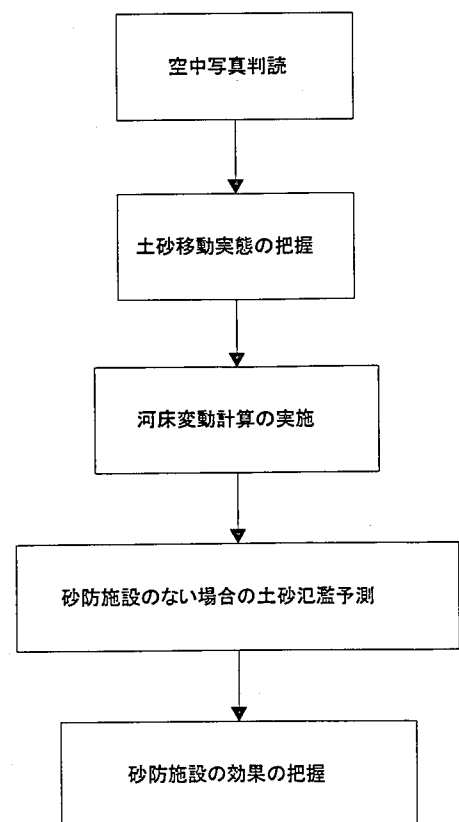 空中写真判読
土砂移動実態の把握
河床変動計算の実施
砂防施設のない場合の土砂氾濫予測
砂防施設の効果の把握